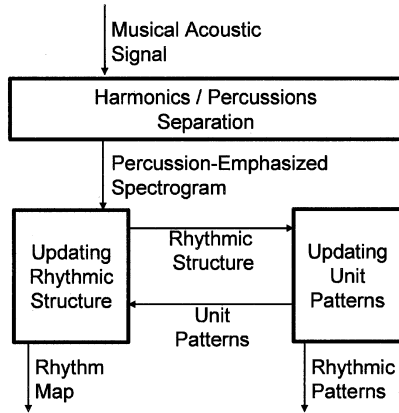 Musical Acoustic
Signal
Harmonics / Percussions
Separation
Percussion-Emphasized
Spectrogram
Updating
Rhythmic
Structure
Rhythmic
Structure
Unit
Patterns
Updating
Unit
Patterns
Rhythm
Map
Rhythmic
Patterns